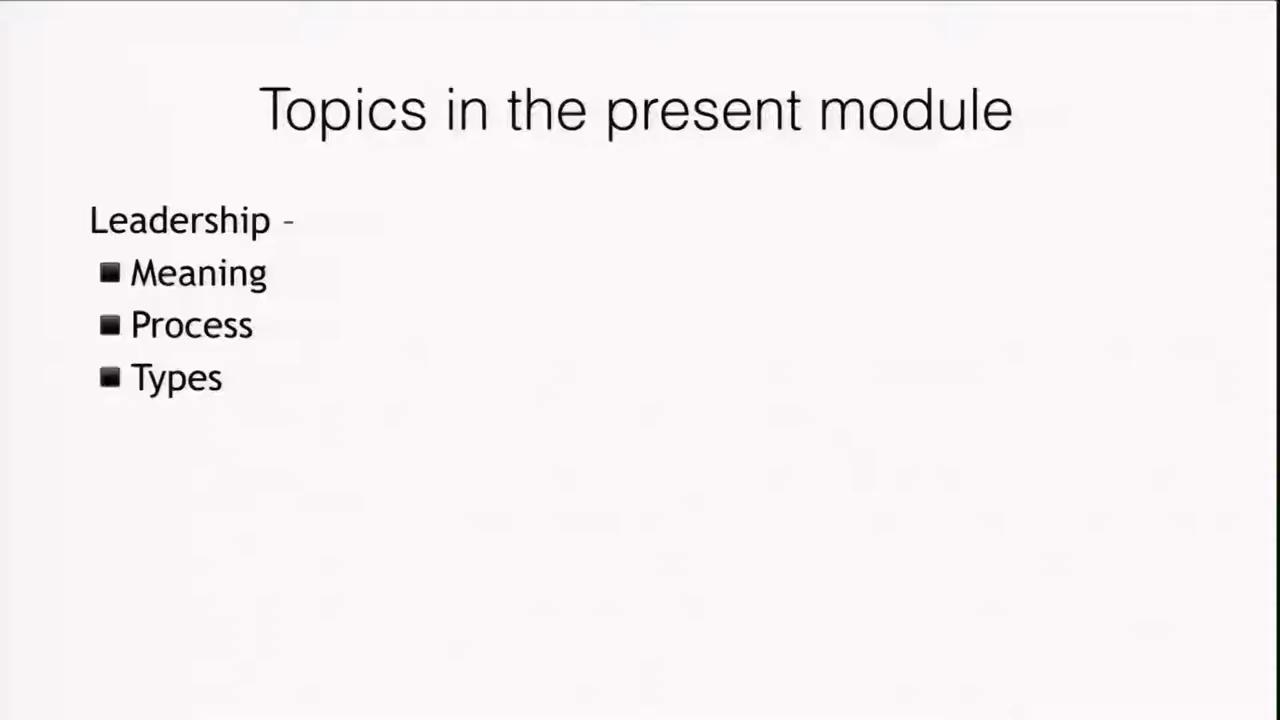 Topics in the present module
Leadership -
▪ Meaning
▪ Process
▪ Types